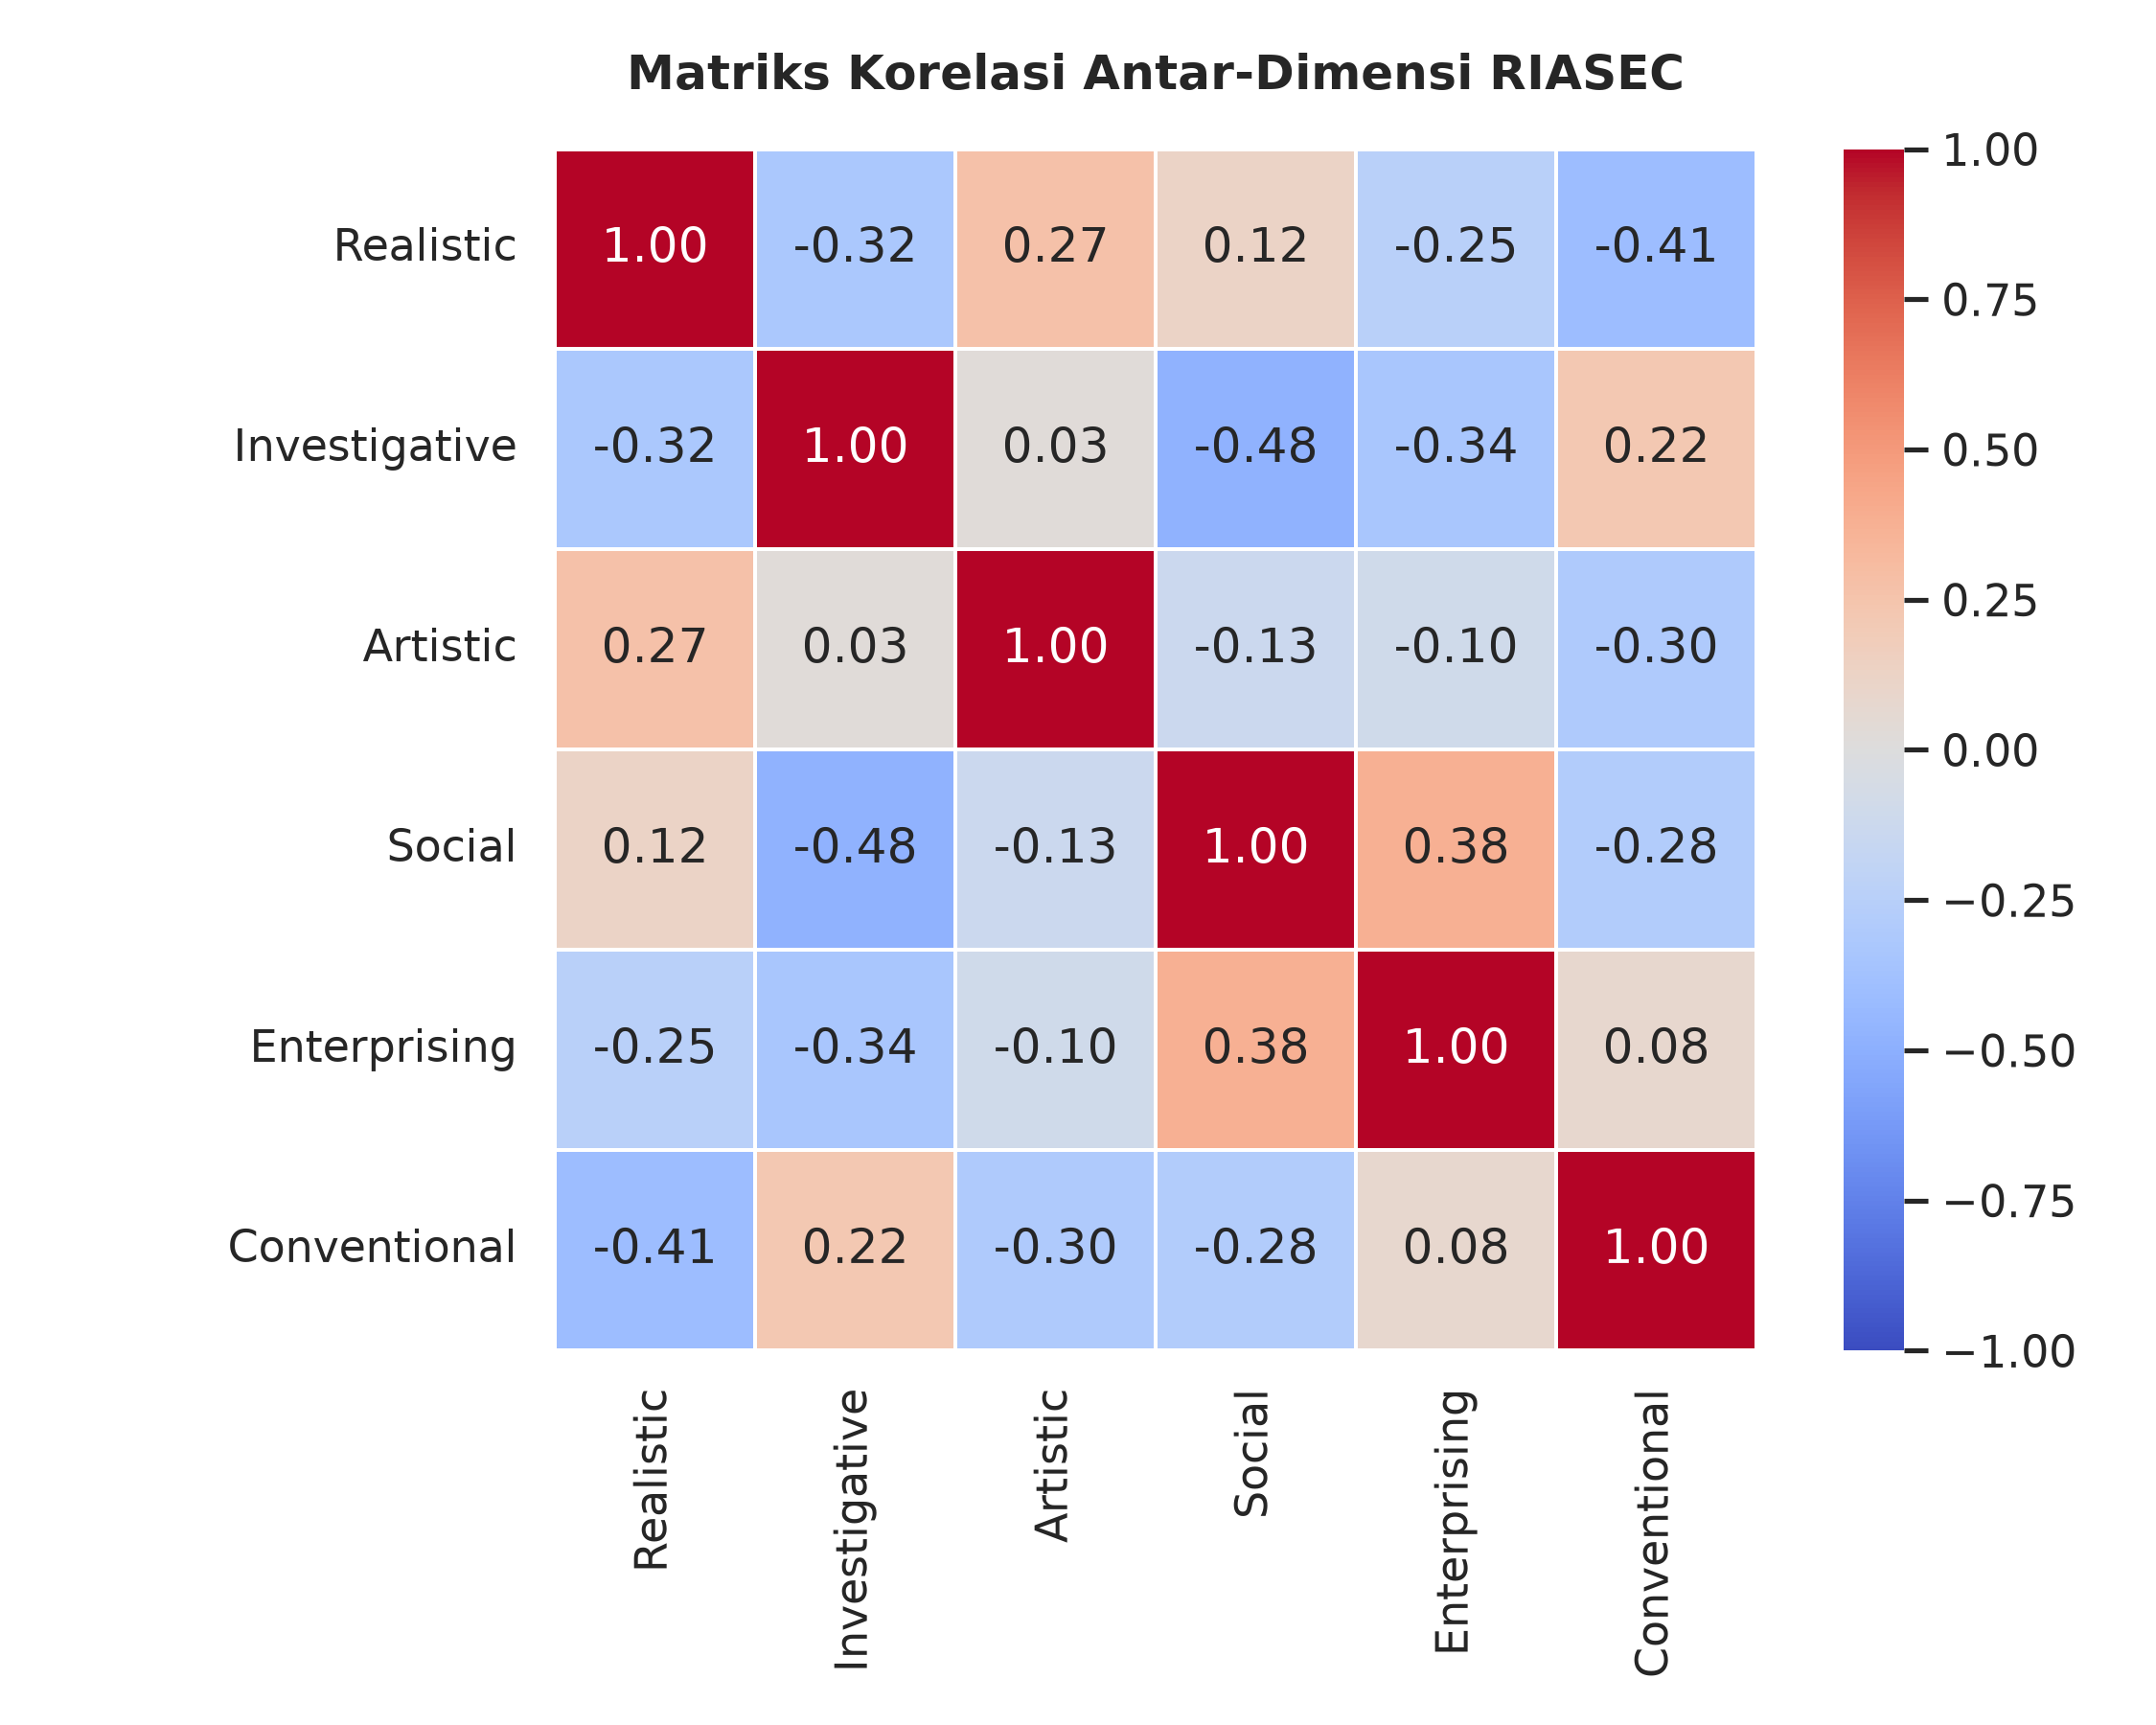 Matriks Korelasi Antar-Dimensi RIASEC
Realistic 1.00 -0.32 0.27 0.12 -0.25 -0.41
Investigative -0.32 1.00 0.03 -0.48 -0.34 0.22
Artistic 0.27 0.03 1.00 -0.13 -0.10 -0.30
Social 0.12 -0.48 -0.13 1.00 0.38 -0.28
Enterprising -0.25 -0.34 -0.10 0.38 1.00 0.08
Conventional -0.41 0.22 -0.30 -0.28 0.08 1.00
Realistic
Investigative
Artistic
Social
Enterprising
Conventional
1.00
0.75
0.50
0.25
0.00
−0.25
−0.50
−0.75
−1.00